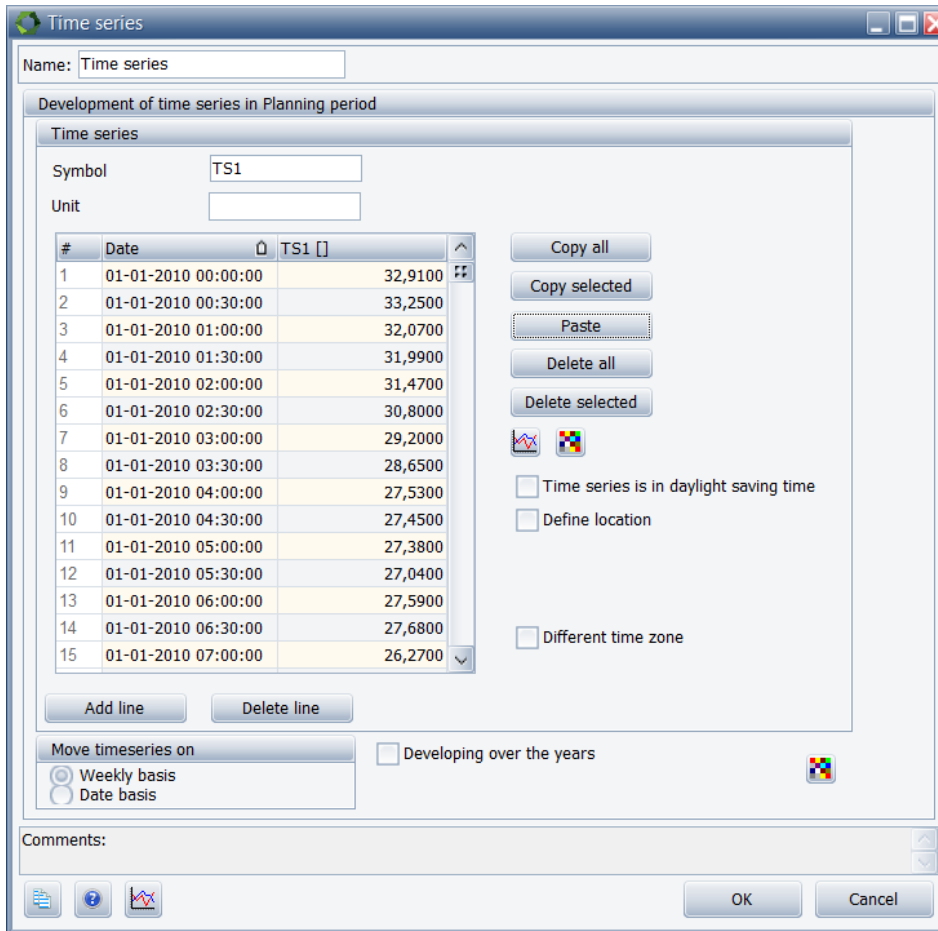 Time series
Name: Time series
Development of time series in Planning period
Time series
Symbol TS1
Unit
# Date TS1 []
1 01-01-2010 00:00:00 32,9100
2 01-01-2010 00:30:00 33,2500
3 01-01-2010 01:00:00 32,0700
4 01-01-2010 01:30:00 31,9900
5 01-01-2010 02:00:00 31,4700
6 01-01-2010 02:30:00 30,8000
7 01-01-2010 03:00:00 29,2000
8 01-01-2010 03:30:00 28,6500
9 01-01-2010 04:00:00 27,5300
10 01-01-2010 04:30:00 27,4500
11 01-01-2010 05:00:00 27,3800
12 01-01-2010 05:30:00 27,0400
13 01-01-2010 06:00:00 27,5900
14 01-01-2010 06:30:00 27,6800
15 01-01-2010 07:00:00 26,2700
Copy all
Copy selected
Paste
Delete all
Delete selected
Time series is in daylight saving time
Define location
Different time zone
Add line Delete line
Move timeseries on
Weekly basis
Date basis
Developing over the years
Comments:
OK Cancel